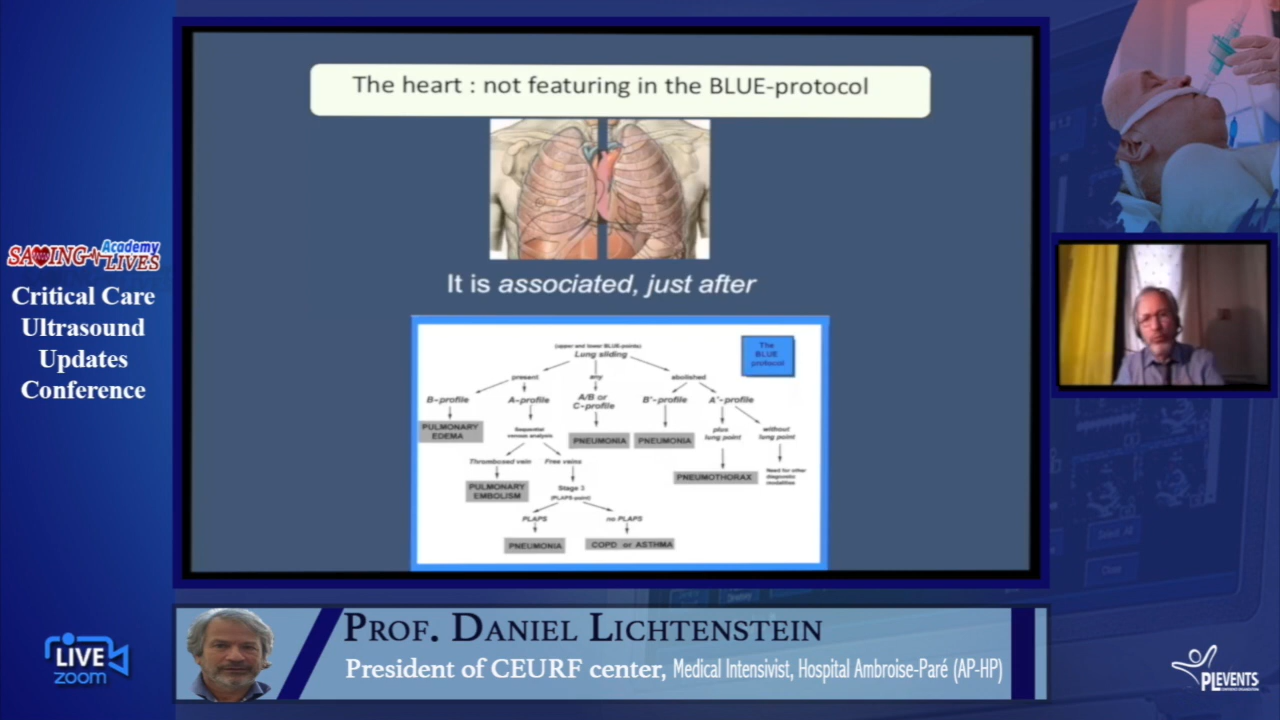 The heart : not featuring in the BLUE-protocol
It is associated, just after
(upper and lower BLUE-points)
Lung sliding
The
BLUE
protocol
present
any
abolished
B-profile
A-profile
A/B or
C-profile
B'-profile
A'-profile
PULMONARY
EDEMA
Sequential
venous analysis
PNEUMONIA
PNEUMONIA
plus
lung point
without
lung point
Thrombosed vein
Free veins
PNEUMOTHORAX
Need for other
diagnostic
modalities
PULMONARY
EMBOLISM
Stage 3
(PLAPS-point)
PLAPS
no PLAPS
PNEUMONIA
COPD or ASTHMA
SAVING LIVES
Academy
Critical Care
Ultrasound
Updates
Conference
LIVE
zoom
PROF. DANIEL LICHTENSTEIN
President of CEURF center, Medical Intensivist, Hospital Ambroise-Paré (AP-HP)
Select All
Close
PLEVENTS